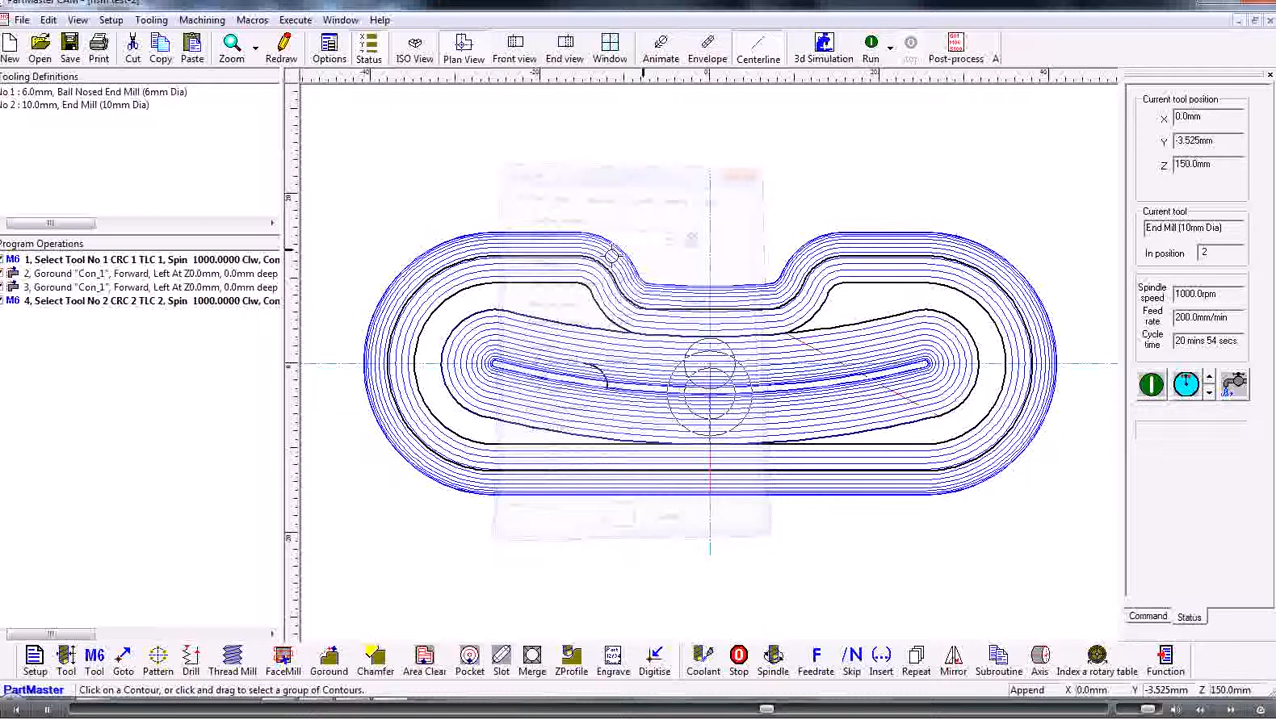 PartMaster CAM - [hsm test-2]
File Edit View Setup Tooling Machining Macros Execute Window Help
New Open Save Print Cut Copy Paste Zoom Redraw Options Status ISO View Plan View Front view End view Window Animate Envelope Centerline 3d Simulation Run Stop Post-process A
Tooling Definitions
No 1 : 6.0mm, Ball Nosed End Mill (6mm Dia)
No 2 : 10.0mm, End Mill (10mm Dia)
Program Operations
M6 1, Select Tool No 1 CRC 1 TLC 1, Spin 1000.0000 Clw, Con
2, Goround "Con_1", Forward, Left At Z0.0mm, 0.0mm deep
3, Goround "Con_1", Forward, Left At Z0.0mm, 0.0mm deep
M6 4, Select Tool No 2 CRC 2 TLC 2, Spin 1000.0000 Clw, Con
-40 -20 0 20 40
20
0
-20
Current tool position
X 0.0mm
Y -3.525mm
Z 150.0mm
Current tool
End Mill (10mm Dia)
In position 2
Spindle speed 1000.0rpm
Feed rate 200.0mm/min
Cycle time 20 mins 54 secs
Command Status
Setup Tool Goto Pattern Drill Thread Mill FaceMill Goround Chamfer Area Clear Pocket Slot Merge ZProfile Engrave Digitise Coolant Stop Spindle Feedrate Skip Insert Repeat Mirror Subroutine Axis Index a rotary table Function
PartMaster Click on a Contour, or click and drag to select a group of Contours. Append X 0.0mm Y -3.525mm Z 150.0mm